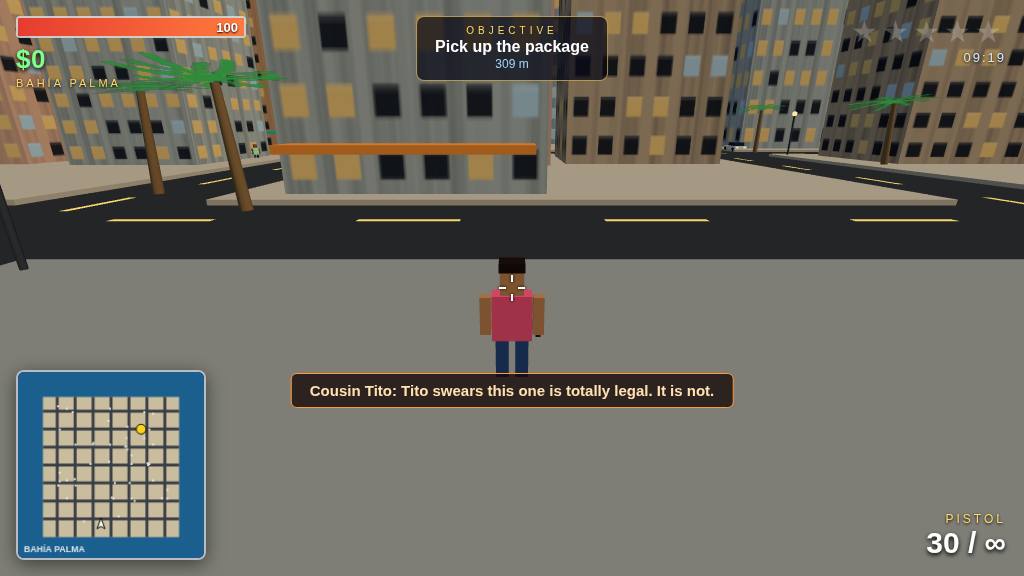 100
$0
BAHÍA PALMA
OBJECTIVE
Pick up the package
309 m
09:19
Cousin Tito: Tito swears this one is totally legal. It is not.
BAHÍA PALMA
PISTOL
30 / ∞